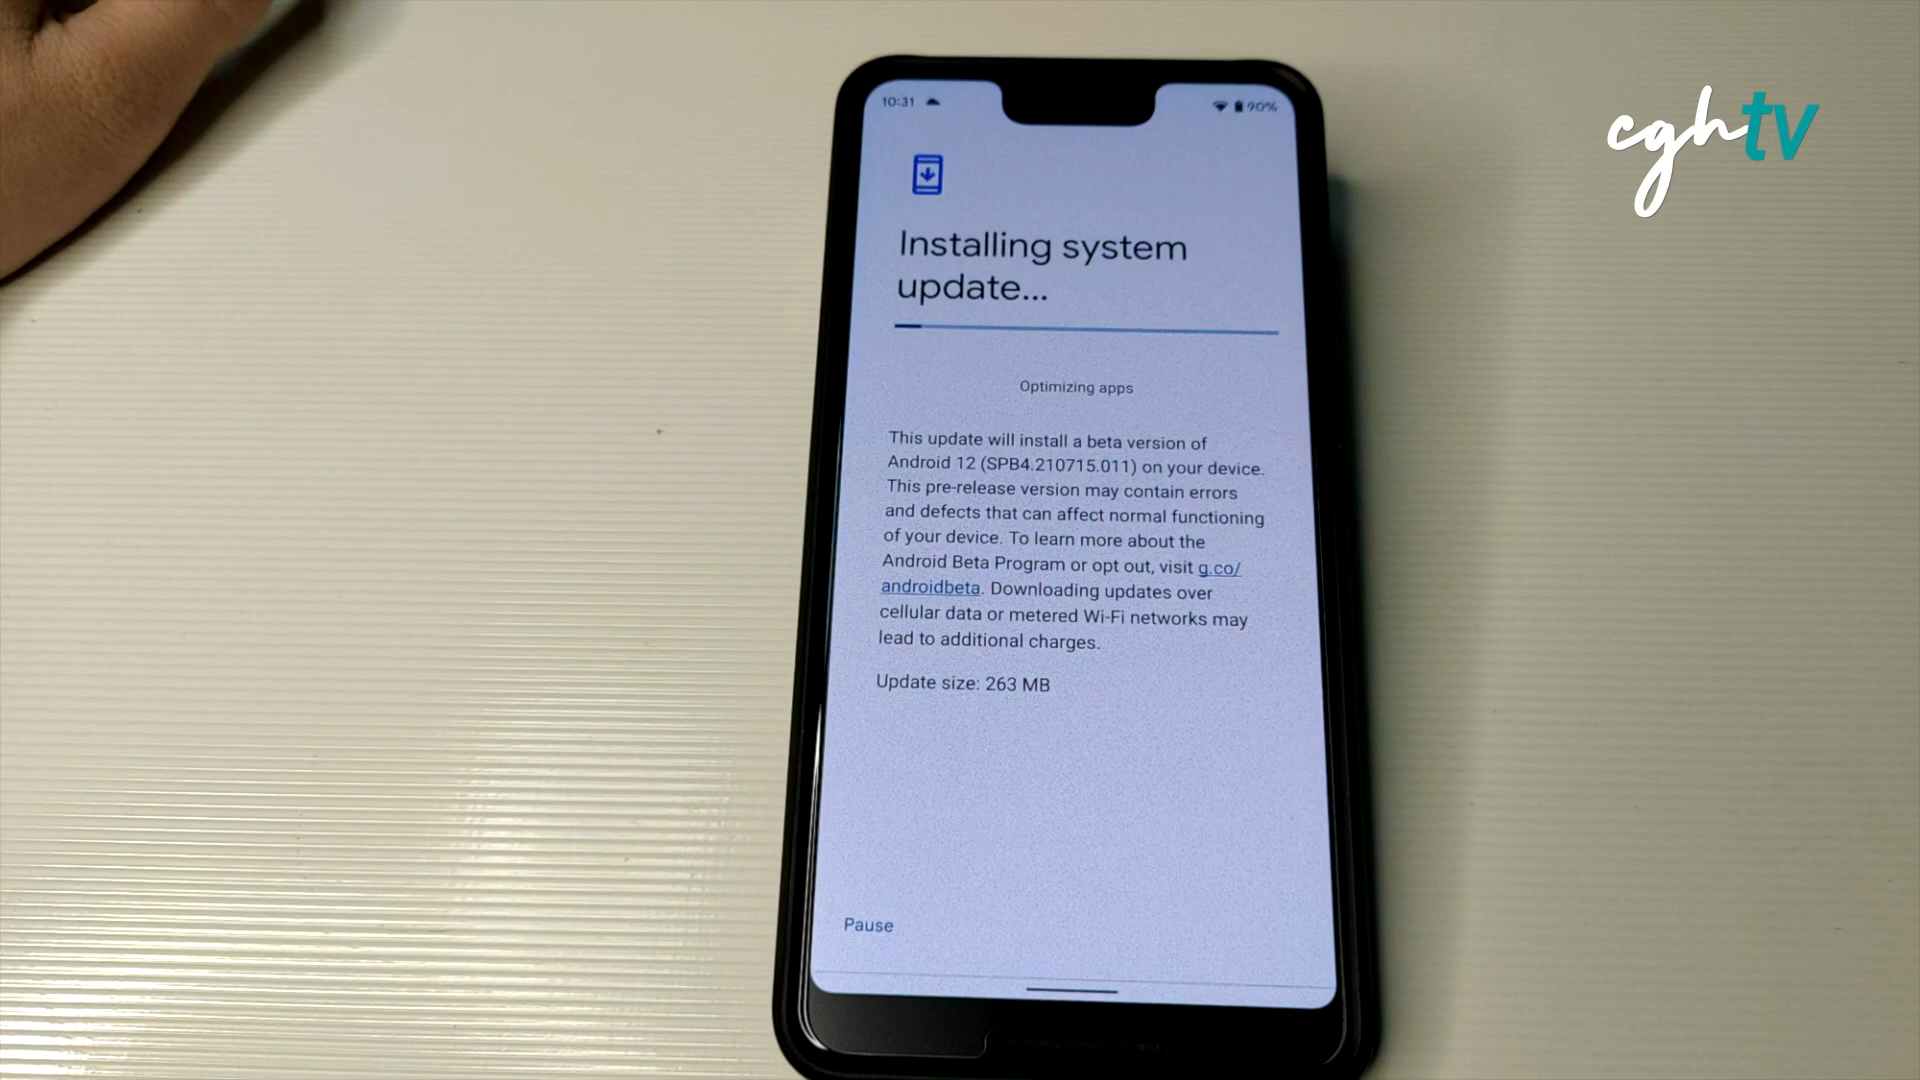 10:31
90%
cghtv
Installing system
update...
Optimizing apps
This update will install a beta version of
Android 12 (SPB4.210715.011) on your device.
This pre-release version may contain errors
and defects that can affect normal functioning
of your device. To learn more about the
Android Beta Program or opt out, visit g.co/
androidbeta. Downloading updates over
cellular data or metered Wi-Fi networks may
lead to additional charges.
Update size: 263 MB
Pause